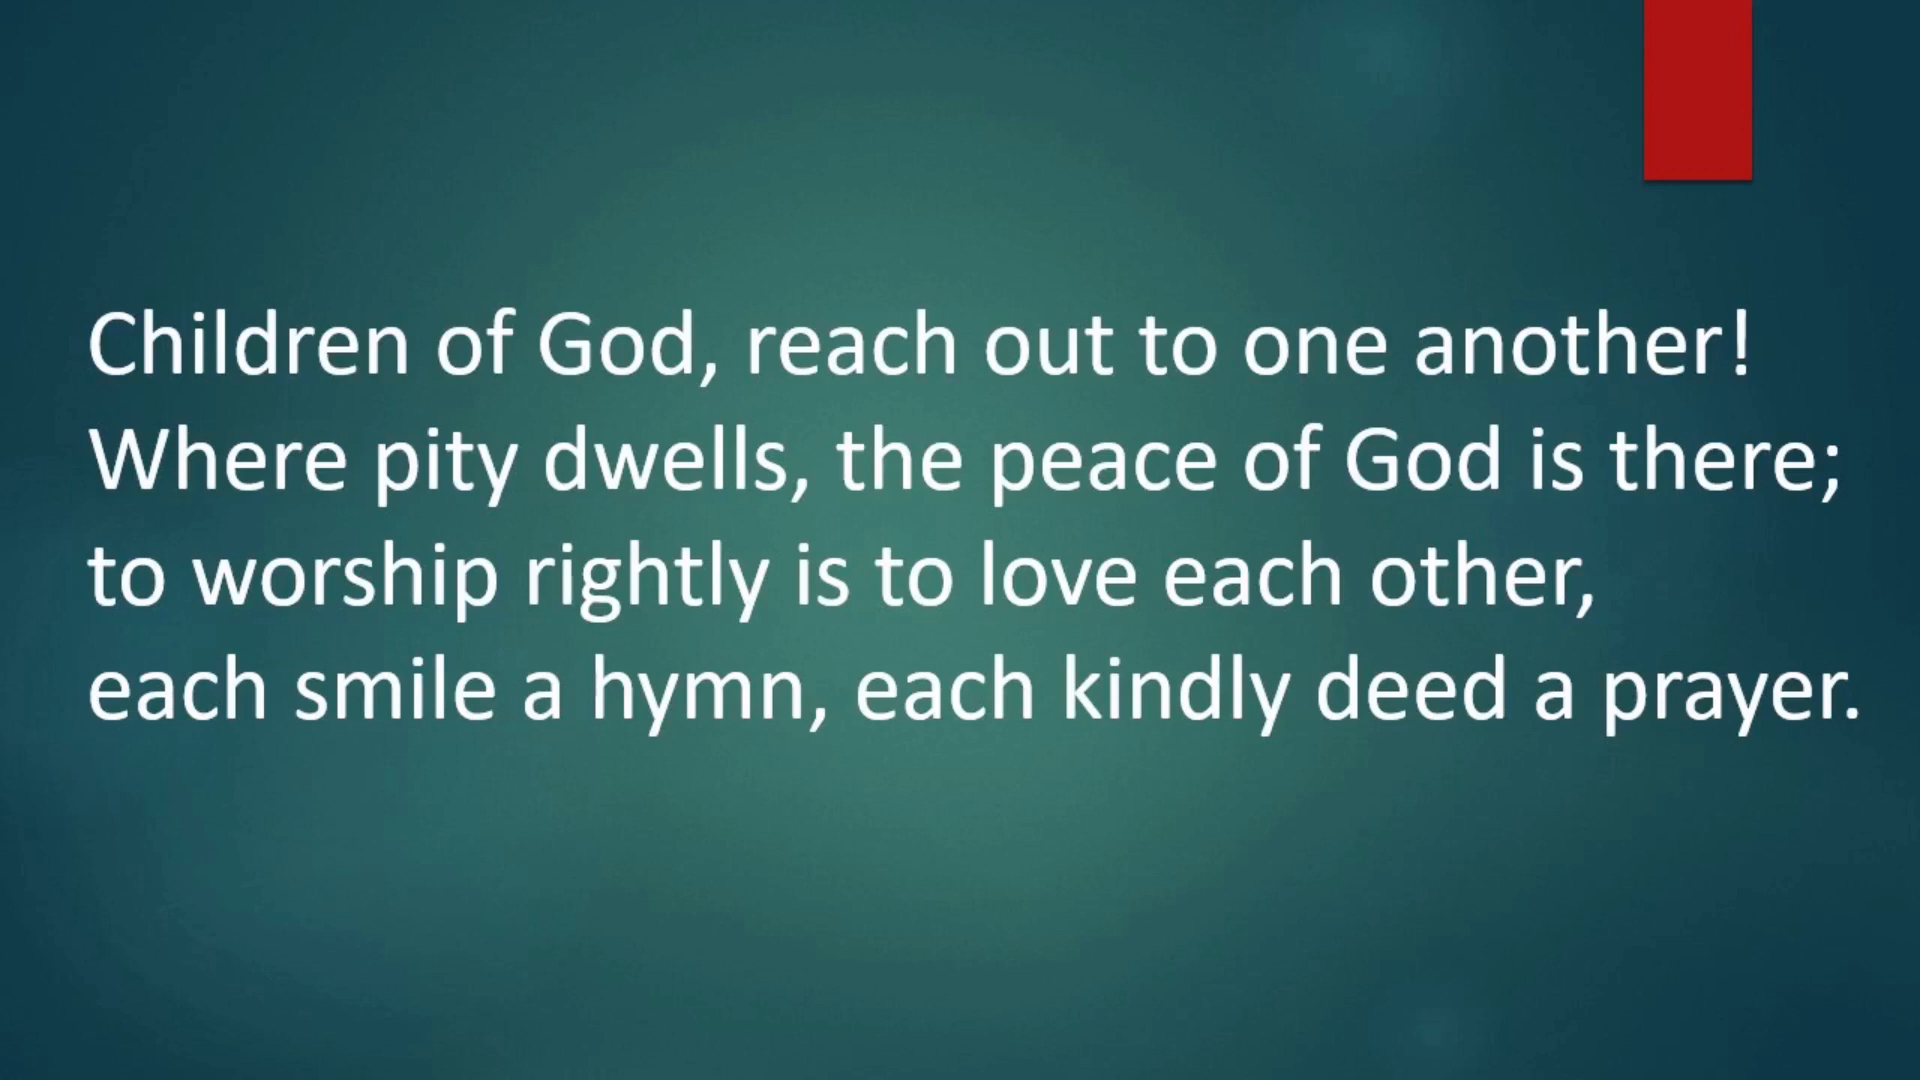 Children of God, reach out to one another!
Where pity dwells, the peace of God is there;
to worship rightly is to love each other,
each smile a hymn, each kindly deed a prayer.